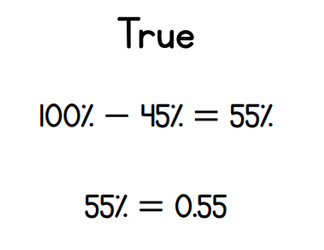 True
100% – 45% = 55%
55% = 0.55